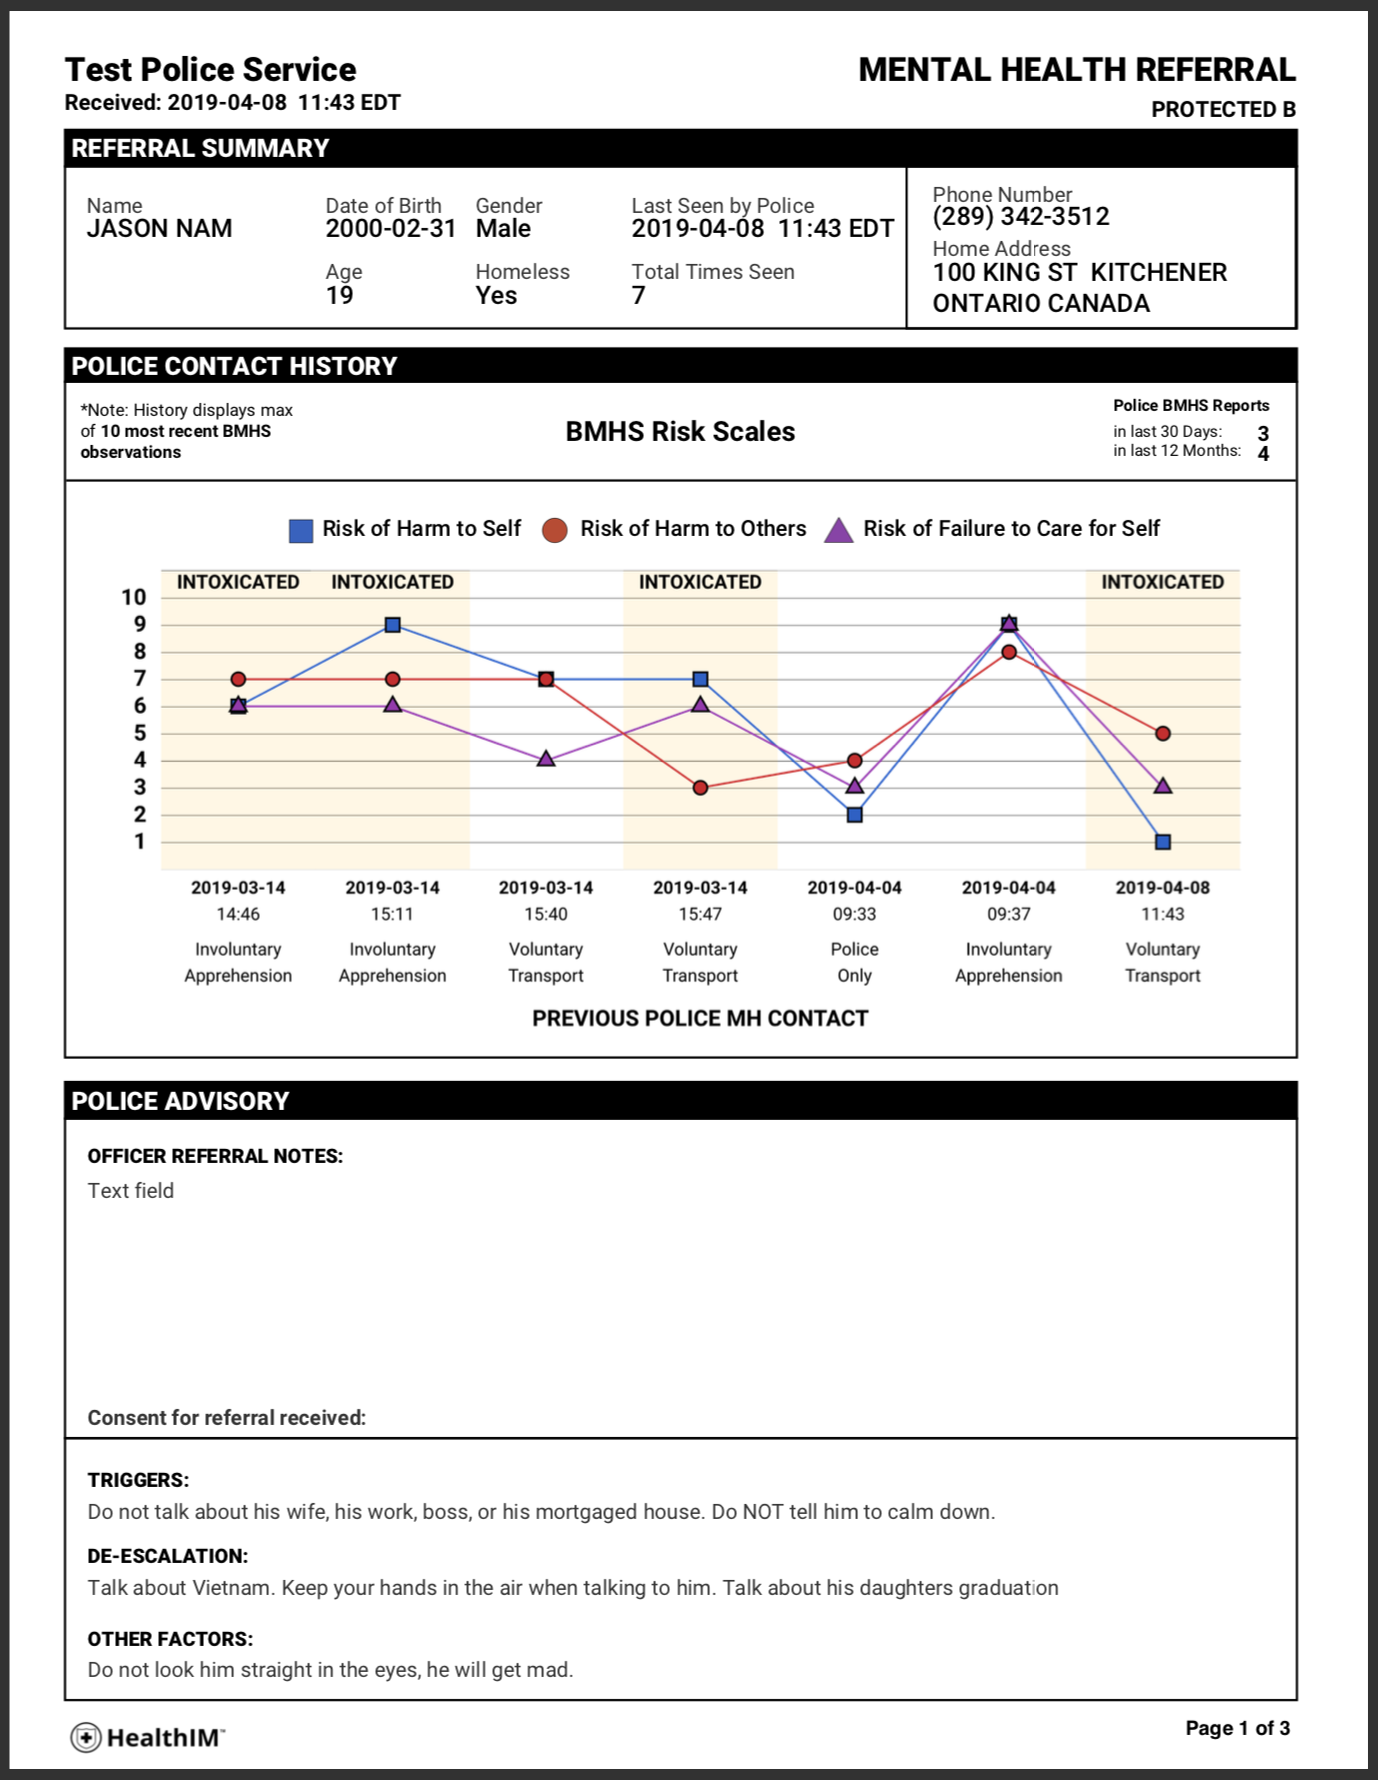 Test Police Service
MENTAL HEALTH REFERRAL
Received: 2019-04-08 11:43 EDT
PROTECTED B
REFERRAL SUMMARY
Name
JASON NAM
Date of Birth
2000-02-31
Gender
Male
Last Seen by Police
2019-04-08 11:43 EDT
Age
19
Homeless
Yes
Total Times Seen
7
Phone Number
(289) 342-3512
Home Address
100 KING ST KITCHENER
ONTARIO CANADA
POLICE CONTACT HISTORY
*Note: History displays max
of 10 most recent BMHS
observations
BMHS Risk Scales
Police BMHS Reports
in last 30 Days: 3
in last 12 Months: 4
Risk of Harm to Self Risk of Harm to Others Risk of Failure to Care for Self
INTOXICATED INTOXICATED INTOXICATED INTOXICATED
10
9
8
7
6
5
4
3
2
1
2019-03-14 2019-03-14 2019-03-14 2019-03-14 2019-04-04 2019-04-04 2019-04-08
14:46 15:11 15:40 15:47 09:33 09:37 11:43
Involuntary Involuntary Voluntary Voluntary Police Involuntary Voluntary
Apprehension Apprehension Transport Transport Only Apprehension Transport
PREVIOUS POLICE MH CONTACT
POLICE ADVISORY
OFFICER REFERRAL NOTES:
Text field
Consent for referral received:
TRIGGERS:
Do not talk about his wife, his work, boss, or his mortgaged house. Do NOT tell him to calm down.
DE-ESCALATION:
Talk about Vietnam. Keep your hands in the air when talking to him. Talk about his daughters graduation
OTHER FACTORS:
Do not look him straight in the eyes, he will get mad.
HealthIM™
Page 1 of 3